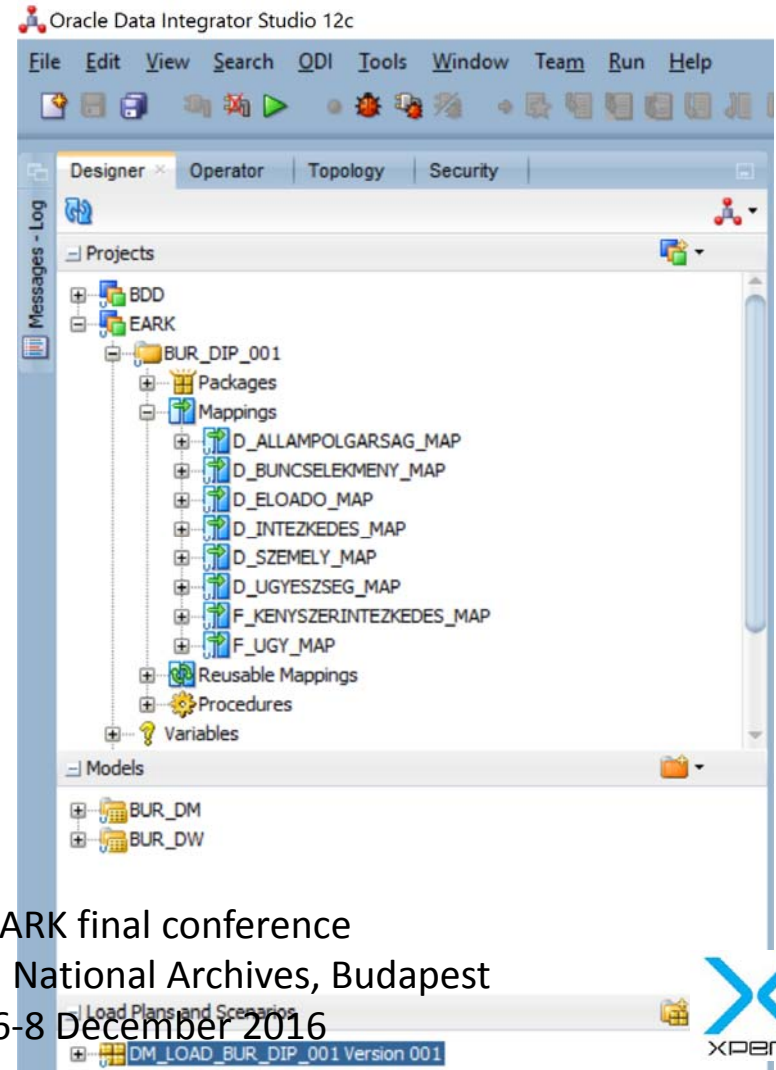 Oracle Data Integrator Studio 12c
File Edit View Search ODI Tools Window Team Run Help
Designer × Operator Topology Security
Messages - Log
Projects
BDD
EARK
BUR_DIP_001
Packages
Mappings
D_ALLAMPOLGARSAG_MAP
D_BUNCSELEKMENY_MAP
D_ELOADO_MAP
D_INTEZKEDES_MAP
D_SZEMELY_MAP
D_UGYESZSEG_MAP
F_KENYSZERINTEZKEDES_MAP
F_UGY_MAP
Reusable Mappings
Procedures
Variables
Models
BUR_DM
BUR_DW
ARK final conference
National Archives, Budapest
Load Plans and Scenarios
6-8 December 2016
DM_LOAD_BUR_DIP_001 Version 001